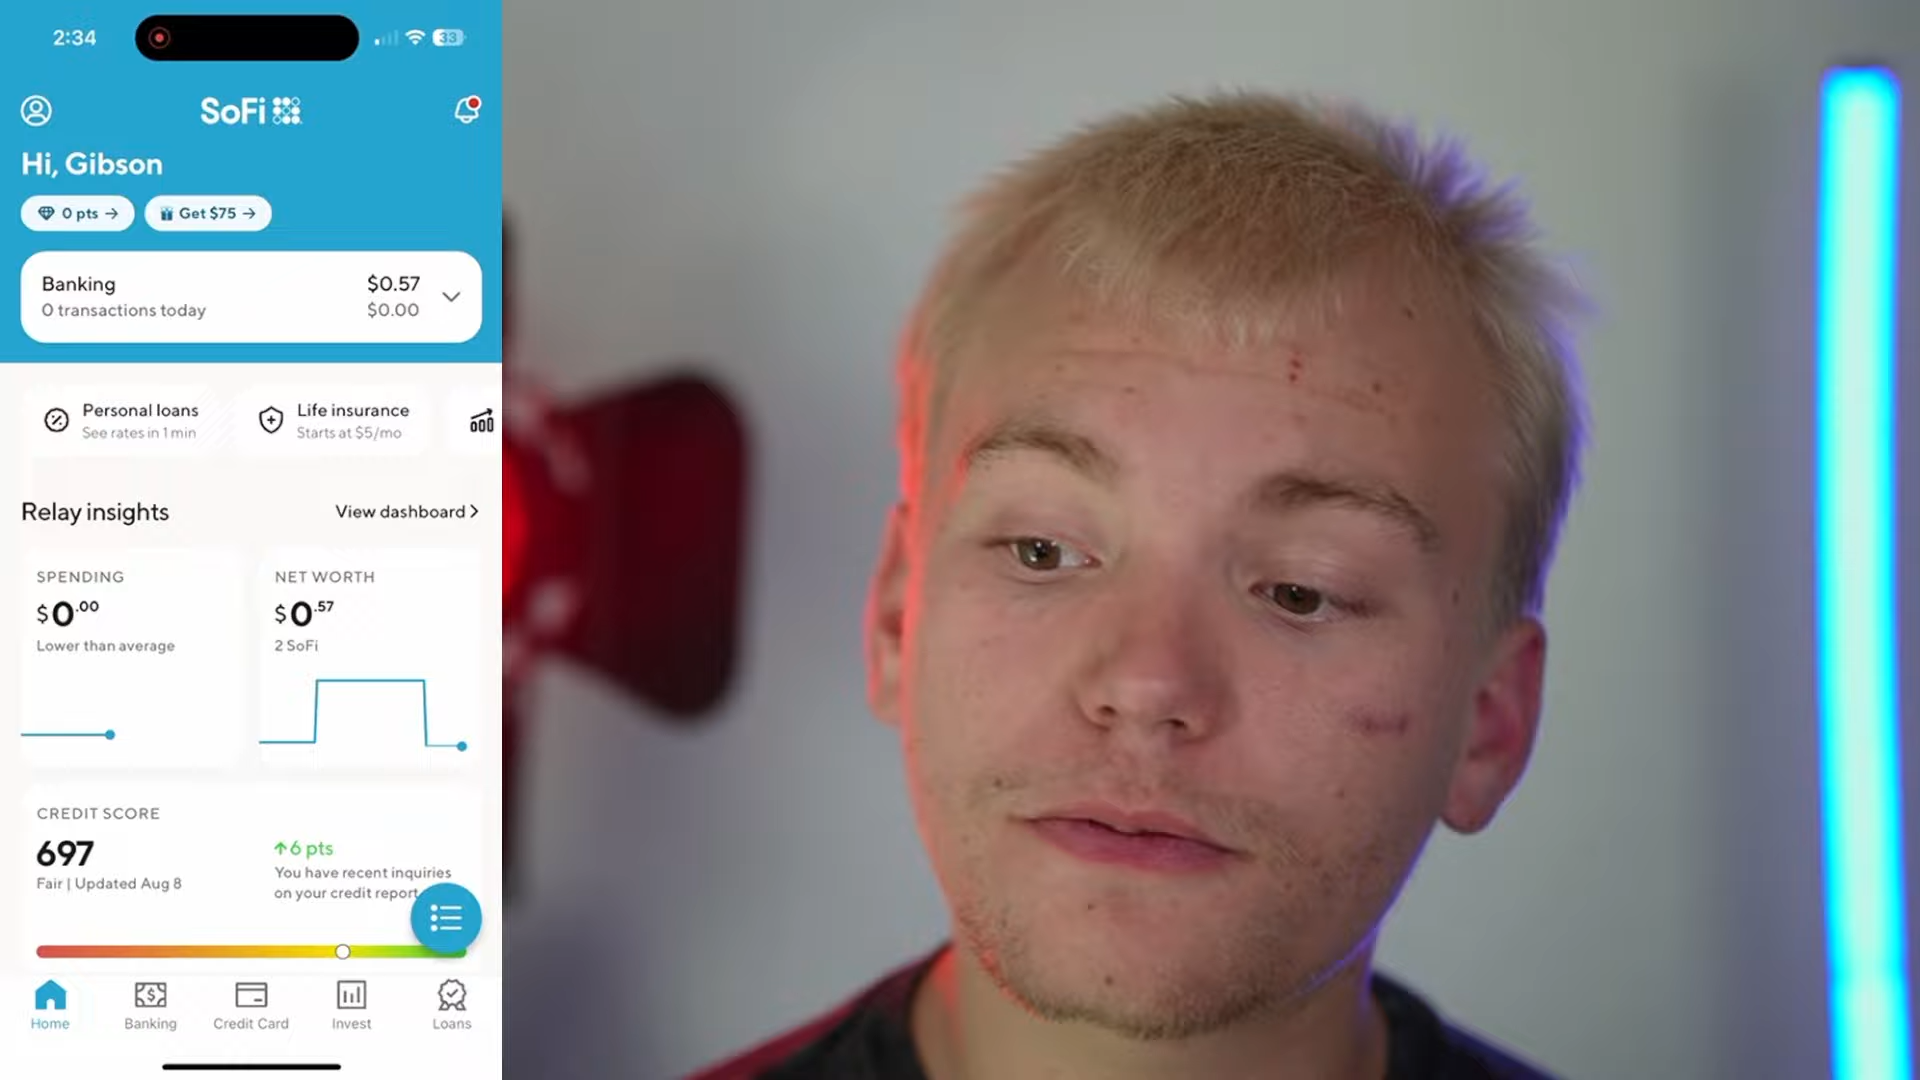 2:34
33
SoFi
Hi, Gibson
0 pts →
Get $75 →
Banking $0.57
0 transactions today $0.00
Personal loans
See rates in 1 min
Life insurance
Starts at $5/mo
Relay insights View dashboard
SPENDING
$0.00
Lower than average
NET WORTH
$0.57
2 SoFi
CREDIT SCORE
697
Fair | Updated Aug 8
↑6 pts
You have recent inquiries
on your credit report
Home Banking Credit Card Invest Loans